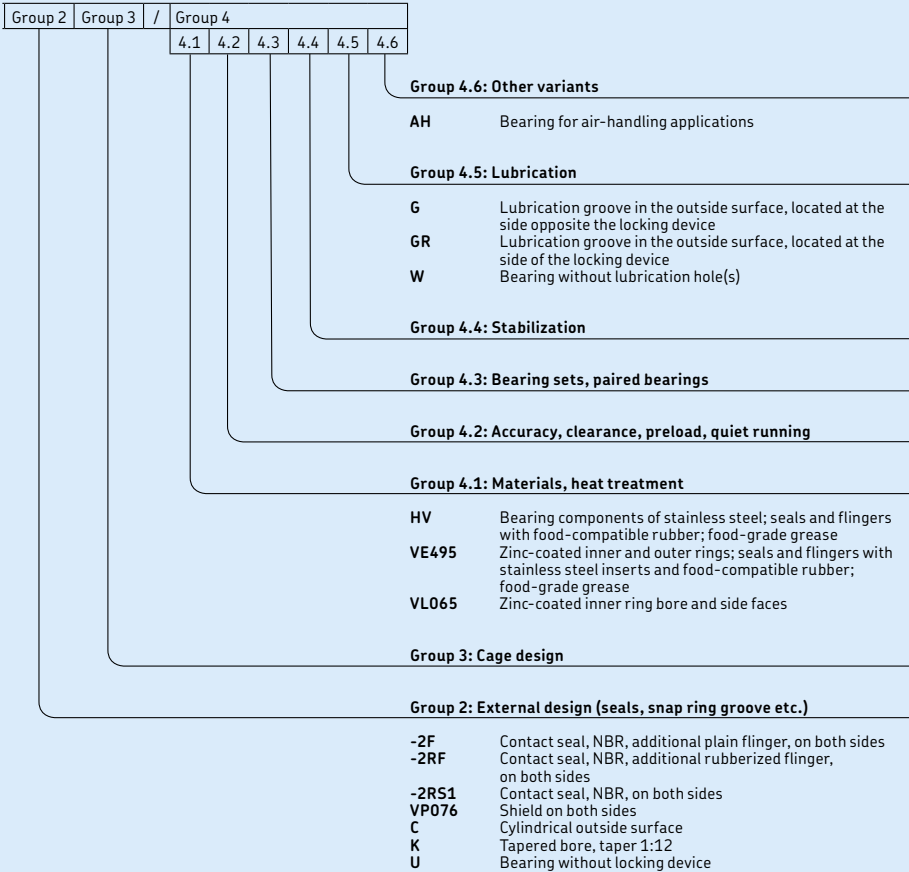 Group 2 Group 3 / Group 4
4.1 4.2 4.3 4.4 4.5 4.6
Group 4.6: Other variants
AH Bearing for air-handling applications
Group 4.5: Lubrication
G Lubrication groove in the outside surface, located at the
side opposite the locking device
GR Lubrication groove in the outside surface, located at the
side of the locking device
W Bearing without lubrication hole(s)
Group 4.4: Stabilization
Group 4.3: Bearing sets, paired bearings
Group 4.2: Accuracy, clearance, preload, quiet running
Group 4.1: Materials, heat treatment
HV Bearing components of stainless steel; seals and flingers
with food-compatible rubber; food-grade grease
VE495 Zinc-coated inner and outer rings; seals and flingers with
stainless steel inserts and food-compatible rubber;
food-grade grease
VL065 Zinc-coated inner ring bore and side faces
Group 3: Cage design
Group 2: External design (seals, snap ring groove etc.)
-2F Contact seal, NBR, additional plain flinger, on both sides
-2RF Contact seal, NBR, additional rubberized flinger,
on both sides
-2RS1 Contact seal, NBR, on both sides
VP076 Shield on both sides
C Cylindrical outside surface
K Tapered bore, taper 1:12
U Bearing without locking device